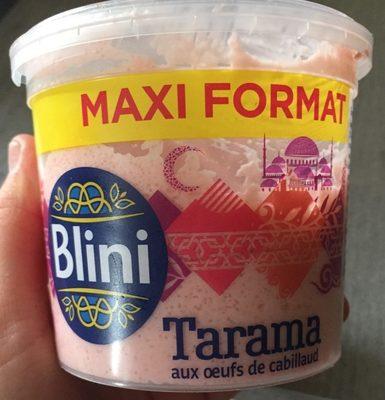 MAXI FORMAT
Blini
Tarama
aux oeufs de cabillaud